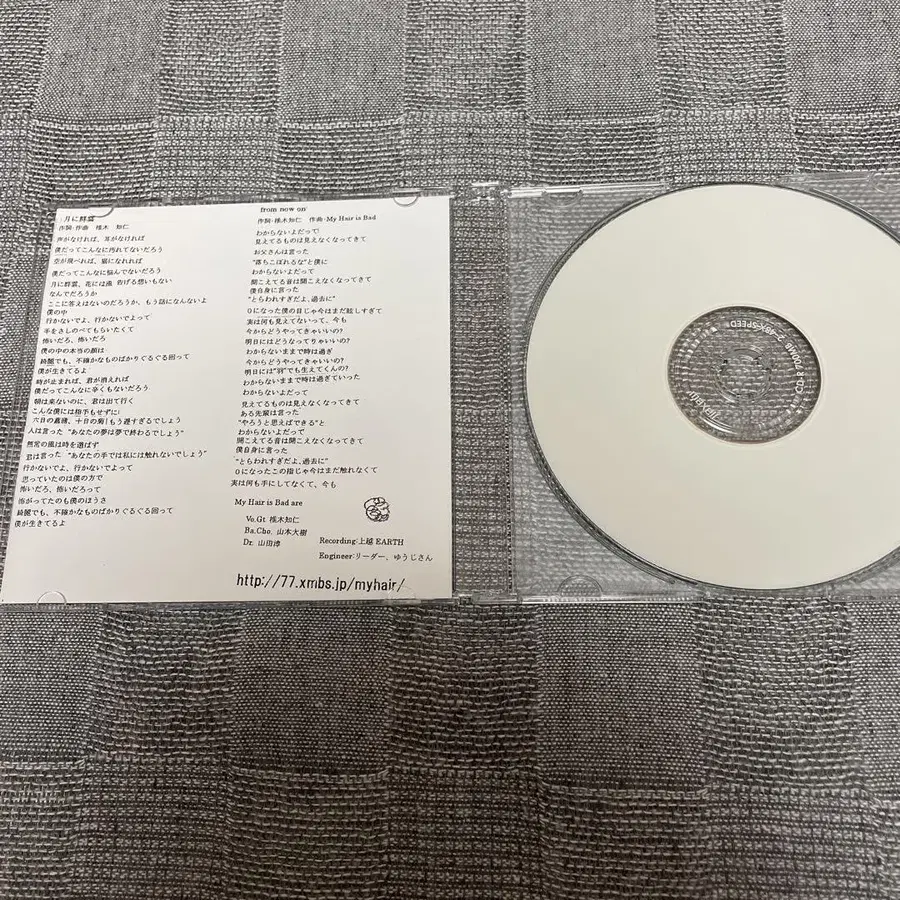 月に群雲
作詞・作曲 椎木 知仁
声がなければ、耳がなければ
僕だってこんなに汚れてないだろう
空が飛べれば、猫になれれば
僕だってこんなに悩んでないだろう
月に群雲、花には 告げる想いもない
なんでだろうか
ここに答えはないのだろうか、もう話になんないよ
僕の中
行かないでよ、行かないでよって
手をさしのべてもらいたくて
怖いだろ、怖いだろ
僕の中の本当の顔は
綺麗でも、不確かなものばかりぐるぐる回って
僕が生きてるよ
時が止まれば、君が消えれば
僕だってこんなに辛くもないだろう
朝は来ないのに、君は出て行く
こんな僕には相手もせずに!
六日の菖蒲、十日の菊!もう遅すぎるでしょう
人は言った "あなたの夢は夢で終わるでしょう"
無常の風は時を選ばず
君は言った "あなたの手では私には触れないでしょう"
行かないでよ、行かないでよって
思っていたのは僕の方で
怖いだろ、怖いだろって
怖がってたのも僕のほうさ
綺麗でも、不確かなものばかりぐるぐる回って
僕が生きてるよ
from now on
作詞・椎木知仁 作曲・My Hair is Bad
わからないよだって!
見えてるものは見えなくなってきて
お父さんは言った
"落ちこぼれるな"と僕に
わからないよだって
聞こえてる音は聞こえなくなってきて
僕自身に言った
"とらわれすぎだよ、過去に"
0になった僕の目じゃ今はまだ眩しすぎて
実は何も見えてないって、今も
今からどうやってきゃいいの?
明日にはどうなってりゃいいの?
わからないままで時は過ぎ
今からどうやってきゃいいの?
明日には"羽"でも生えてくんの?
わからないままで時は過ぎていった
わからないよだって
見えてるものは見えなくなってきて
ある先輩は言った
"やろうと思えばできる"と
わからないよだって
聞こえてる音は聞こえなくなってきて
僕自身に言った
"とらわれすぎだよ、過去に"
0になったこの指じゃ今はまだ触れなくて
実は何も手にしてなくて、今も
My Hair is Bad are
Vo,Gt 椎木知仁
Ba,Cho. 山本大樹
Dr. 山田淳
Recording:上越 EARTH
Engineer:リーダー、ゆうじさん
http://77.xmbs.jp/myhair/